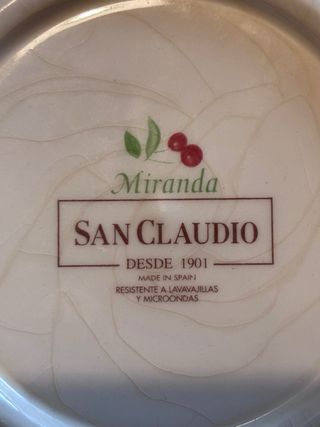 Miranda
SAN CLAUDIO
DESDE 1901
MADE IN SPAIN
RESISTENTE A LAVAVAJILLAS
Y MICROONDAS